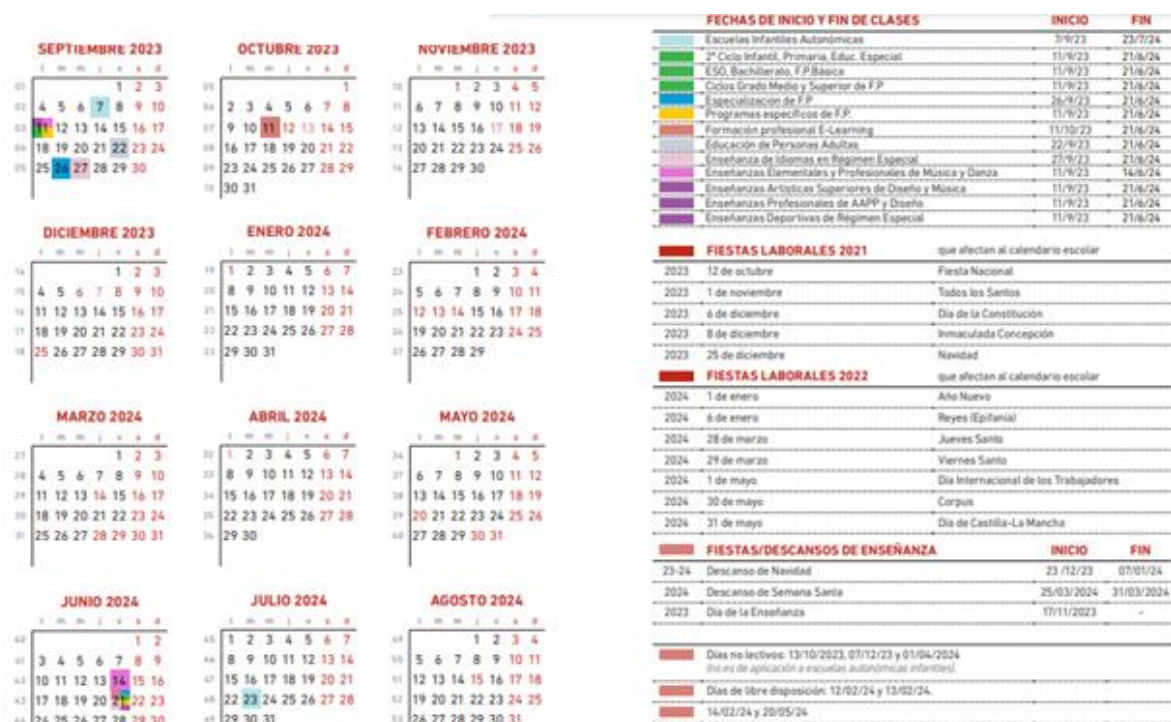 SEPTIEMBRE 2023
l m m j v s d
01 1 2 3
02 4 5 6 7 8 9 10
03 11 12 13 14 15 16 17
04 18 19 20 21 22 23 24
05 25 26 27 28 29 30
OCTUBRE 2023
l m m j v s d
1
2 3 4 5 6 7 8
9 10 11 12 13 14 15
16 17 18 19 20 21 22
23 24 25 26 27 28 29
30 31
NOVIEMBRE 2023
l m m j v s d
1 2 3 4 5
6 7 8 9 10 11 12
13 14 15 16 17 18 19
20 21 22 23 24 25 26
27 28 29 30
DICIEMBRE 2023
l m m j v s d
1 2 3
4 5 6 7 8 9 10
11 12 13 14 15 16 17
18 19 20 21 22 23 24
25 26 27 28 29 30 31
ENERO 2024
l m m j v s d
1 2 3 4 5 6 7
8 9 10 11 12 13 14
15 16 17 18 19 20 21
22 23 24 25 26 27 28
29 30 31
FEBRERO 2024
l m m j v s d
1 2 3 4
5 6 7 8 9 10 11
12 13 14 15 16 17 18
19 20 21 22 23 24 25
26 27 28 29
MARZO 2024
l m m j v s d
1 2 3
4 5 6 7 8 9 10
11 12 13 14 15 16 17
18 19 20 21 22 23 24
25 26 27 28 29 30 31
ABRIL 2024
l m m j v s d
1 2 3 4 5 6 7
8 9 10 11 12 13 14
15 16 17 18 19 20 21
22 23 24 25 26 27 28
29 30
MAYO 2024
l m m j v s d
1 2 3 4 5
6 7 8 9 10 11 12
13 14 15 16 17 18 19
20 21 22 23 24 25 26
27 28 29 30 31
JUNIO 2024
l m m j v s d
1 2
3 4 5 6 7 8 9
10 11 12 13 14 15 16
17 18 19 20 21 22 23
24 25 26 27 28 29 30
JULIO 2024
l m m j v s d
1 2 3 4 5 6 7
8 9 10 11 12 13 14
15 16 17 18 19 20 21
22 23 24 25 26 27 28
29 30 31
AGOSTO 2024
l m m j v s d
1 2 3 4
5 6 7 8 9 10 11
12 13 14 15 16 17 18
19 20 21 22 23 24 25
26 27 28 29 30 31
FECHAS DE INICIO Y FIN DE CLASES INICIO FIN
Escuelas Infantiles Autonómicas 7/9/23 23/7/24
2º Ciclo Infantil, Primaria, Educ. Especial 11/9/23 21/6/24
ESO, Bachillerato, F.P.Básica 11/9/23 21/6/24
Ciclos Grado Medio y Superior de F.P 11/9/23 21/6/24
Especialización de F.P 26/9/23 21/6/24
Programas específicos de F.P. 11/9/23 21/6/24
Formación profesional E-Learning 11/10/23 21/6/24
Educación de Personas Adultas 22/9/23 21/6/24
Enseñanza de Idiomas en Régimen Especial 27/9/23 21/6/24
Enseñanzas Elementales y Profesionales de Música y Danza 11/9/23 14/6/24
Enseñanzas Artísticas Superiores de Diseño y Música 11/9/23 21/6/24
Enseñanzas Profesionales de AAPP y Diseño 11/9/23 21/6/24
Enseñanzas Deportivas de Régimen Especial 11/9/23 21/6/24
FIESTAS LABORALES 2021 que afectan al calendario escolar
2023 12 de octubre Fiesta Nacional
2023 1 de noviembre Todos los Santos
2023 6 de diciembre Día de la Constitución
2023 8 de diciembre Inmaculada Concepción
2023 25 de diciembre Navidad
FIESTAS LABORALES 2022 que afectan al calendario escolar
2024 1 de enero Año Nuevo
2024 6 de enero Reyes (Epifanía)
2024 28 de marzo Jueves Santo
2024 29 de marzo Viernes Santo
2024 1 de mayo Día Internacional de los Trabajadores
2024 30 de mayo Corpus
2024 31 de mayo Día de Castilla-La Mancha
FIESTAS/DESCANSOS DE ENSEÑANZA INICIO FIN
23-24 Descanso de Navidad 23 /12/23 07/01/24
2024 Descanso de Semana Santa 25/03/2024 31/03/2024
2023 Día de la Enseñanza 17/11/2023 -
Días no lectivos: 13/10/2023, 07/12/23 y 01/04/2024
(no es de aplicación a escuelas autonómicas infantiles).
Días de libre disposición: 12/02/24 y 13/02/24.
14/02/24 y 20/05/24